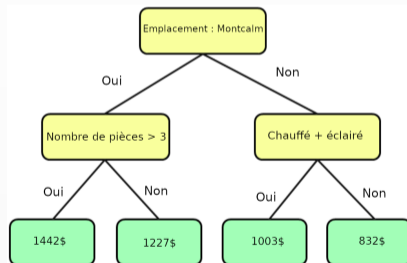 Emplacement : Montcalm
Oui
Non
Nombre de pièces > 3
Chauffé + éclairé
Oui
Non
Oui
Non
1442$
1227$
1003$
832$